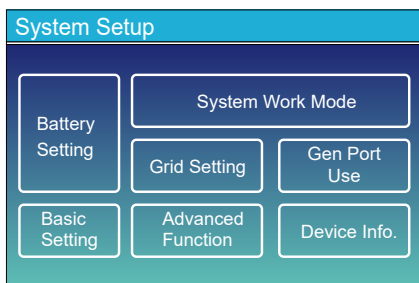 System Setup
Battery
Setting
System Work Mode
Grid Setting
Gen Port
Use
Basic
Setting
Advanced
Function
Device Info.